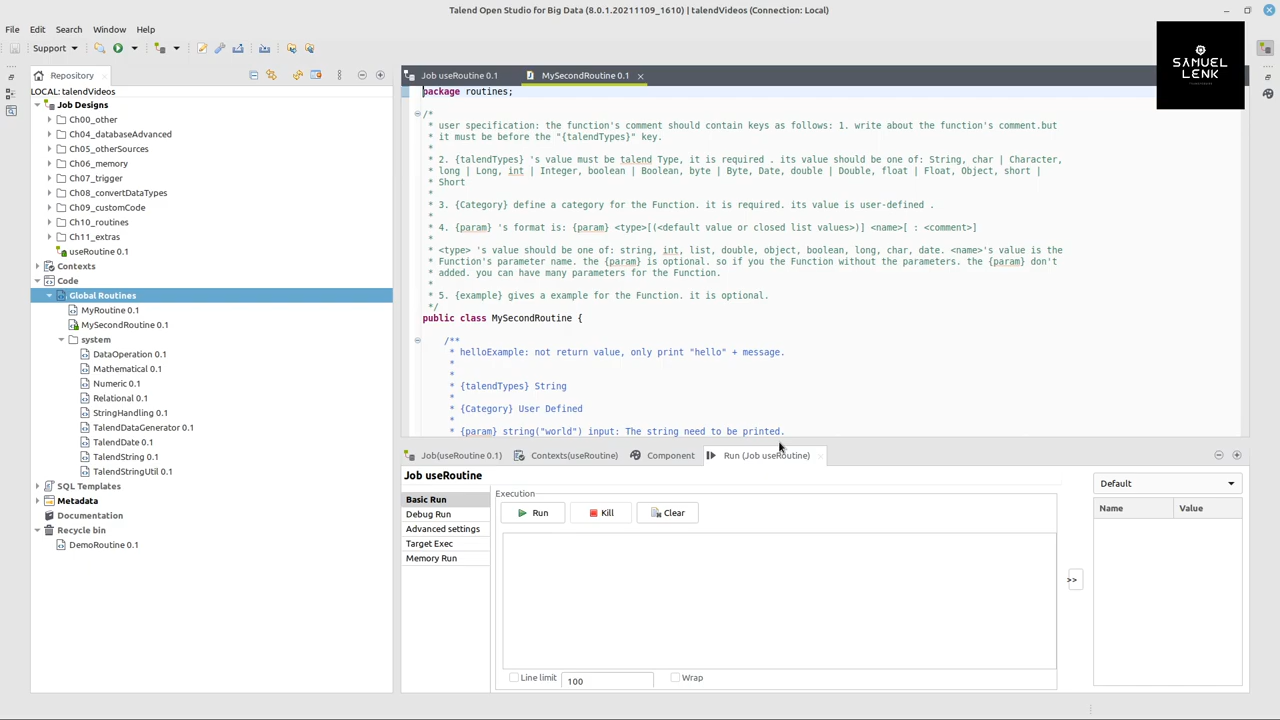 Talend Open Studio for Big Data (8.0.1.20211109_1610) | talendVideos (Connection: Local)
File Edit Search Window Help
Support
SAMUEL
LENK
Repository
LOCAL: talendVideos
Job Designs
Ch00_other
Ch04_databaseAdvanced
Ch05_otherSources
Ch06_memory
Ch07_trigger
Ch08_convertDataTypes
Ch09_customCode
Ch10_routines
Ch11_extras
useRoutine 0.1
Contexts
Code
Global Routines
MyRoutine 0.1
MySecondRoutine 0.1
system
DataOperation 0.1
Mathematical 0.1
Numeric 0.1
Relational 0.1
StringHandling 0.1
TalendDataGenerator 0.1
TalendDate 0.1
TalendString 0.1
TalendStringUtil 0.1
SQL Templates
Metadata
Documentation
Recycle bin
DemoRoutine 0.1
Job useRoutine 0.1 MySecondRoutine 0.1
package routines;
/*
* user specification: the function's comment should contain keys as follows: 1. write about the function's comment.but
* it must be before the "{talendTypes}" key.
*
* 2. {talendTypes} 's value must be talend Type, it is required . its value should be one of: String, char | Character,
* long | Long, int | Integer, boolean | Boolean, byte | Byte, Date, double | Double, float | Float, Object, short |
* Short
*
* 3. {Category} define a category for the Function. it is required. its value is user-defined .
*
* 4. {param} 's format is: {param} <type>[(<default value or closed list values>)] <name>[ : <comment>]
*
* <type> 's value should be one of: string, int, list, double, object, boolean, long, char, date. <name>'s value is the
* Function's parameter name. the {param} is optional. so if you the Function without the parameters. the {param} don't
* added. you can have many parameters for the Function.
*
* 5. {example} gives a example for the Function. it is optional.
*/
public class MySecondRoutine {
/**
* helloExample: not return value, only print "hello" + message.
*
*
* {talendTypes} String
*
* {Category} User Defined
*
* {param} string("world") input: The string need to be printed.
Job(useRoutine 0.1) Contexts(useRoutine) Component Run (Job useRoutine)
Job useRoutine
Basic Run
Debug Run
Advanced settings
Target Exec
Memory Run
Execution
Run Kill Clear
Line limit 100 Wrap
>>
Default
Name Value